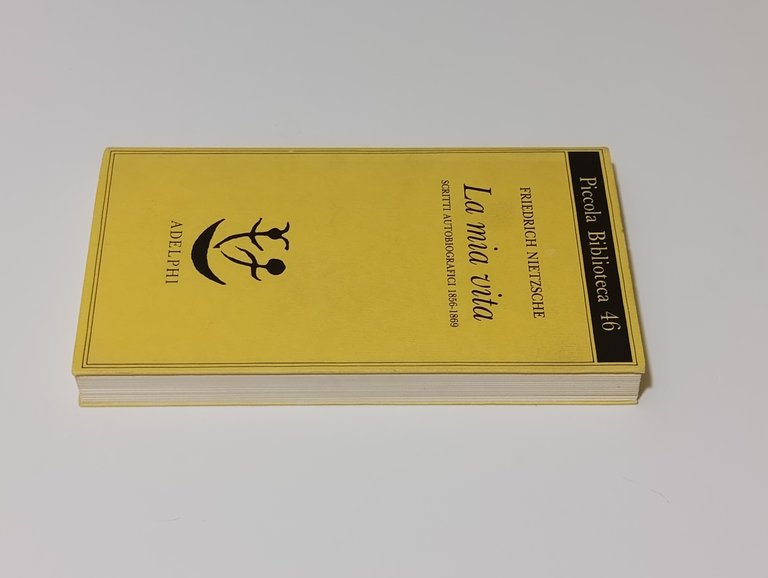 Piccola Biblioteca 46
FRIEDRICH NIETZSCHE
La mia vita
SCRITTI AUTOBIOGRAFICI 1856-1869
ADELPHI